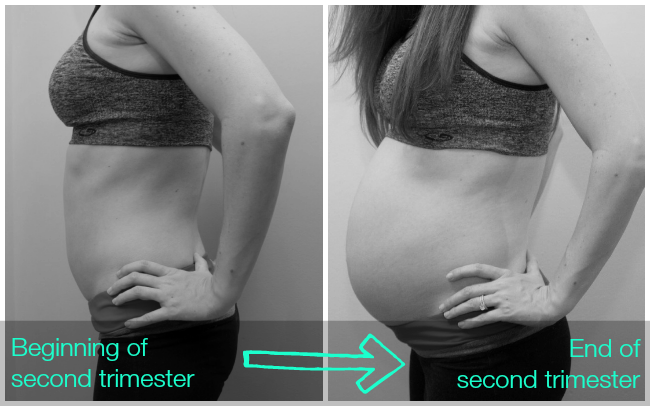 Beginning of
second trimester
End of
second trimester